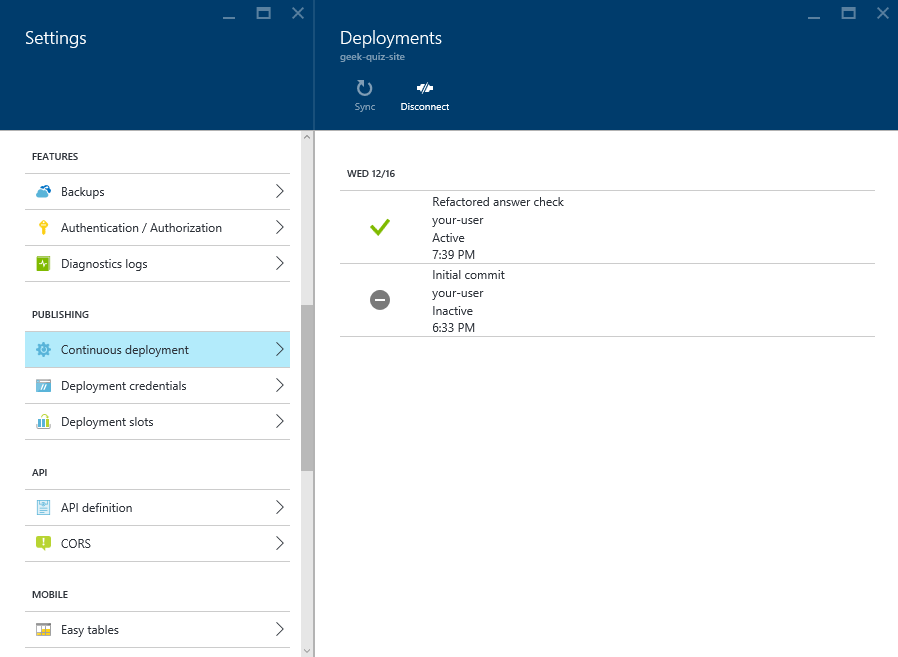 Settings
FEATURES
Backups
Authentication / Authorization
Diagnostics logs
PUBLISHING
Continuous deployment
Deployment credentials
Deployment slots
API
API definition
CORS
MOBILE
Easy tables
Deployments
geek-quiz-site
Sync
Disconnect
WED 12/16
Refactored answer check
your-user
Active
7:39 PM
Initial commit
your-user
Inactive
6:33 PM